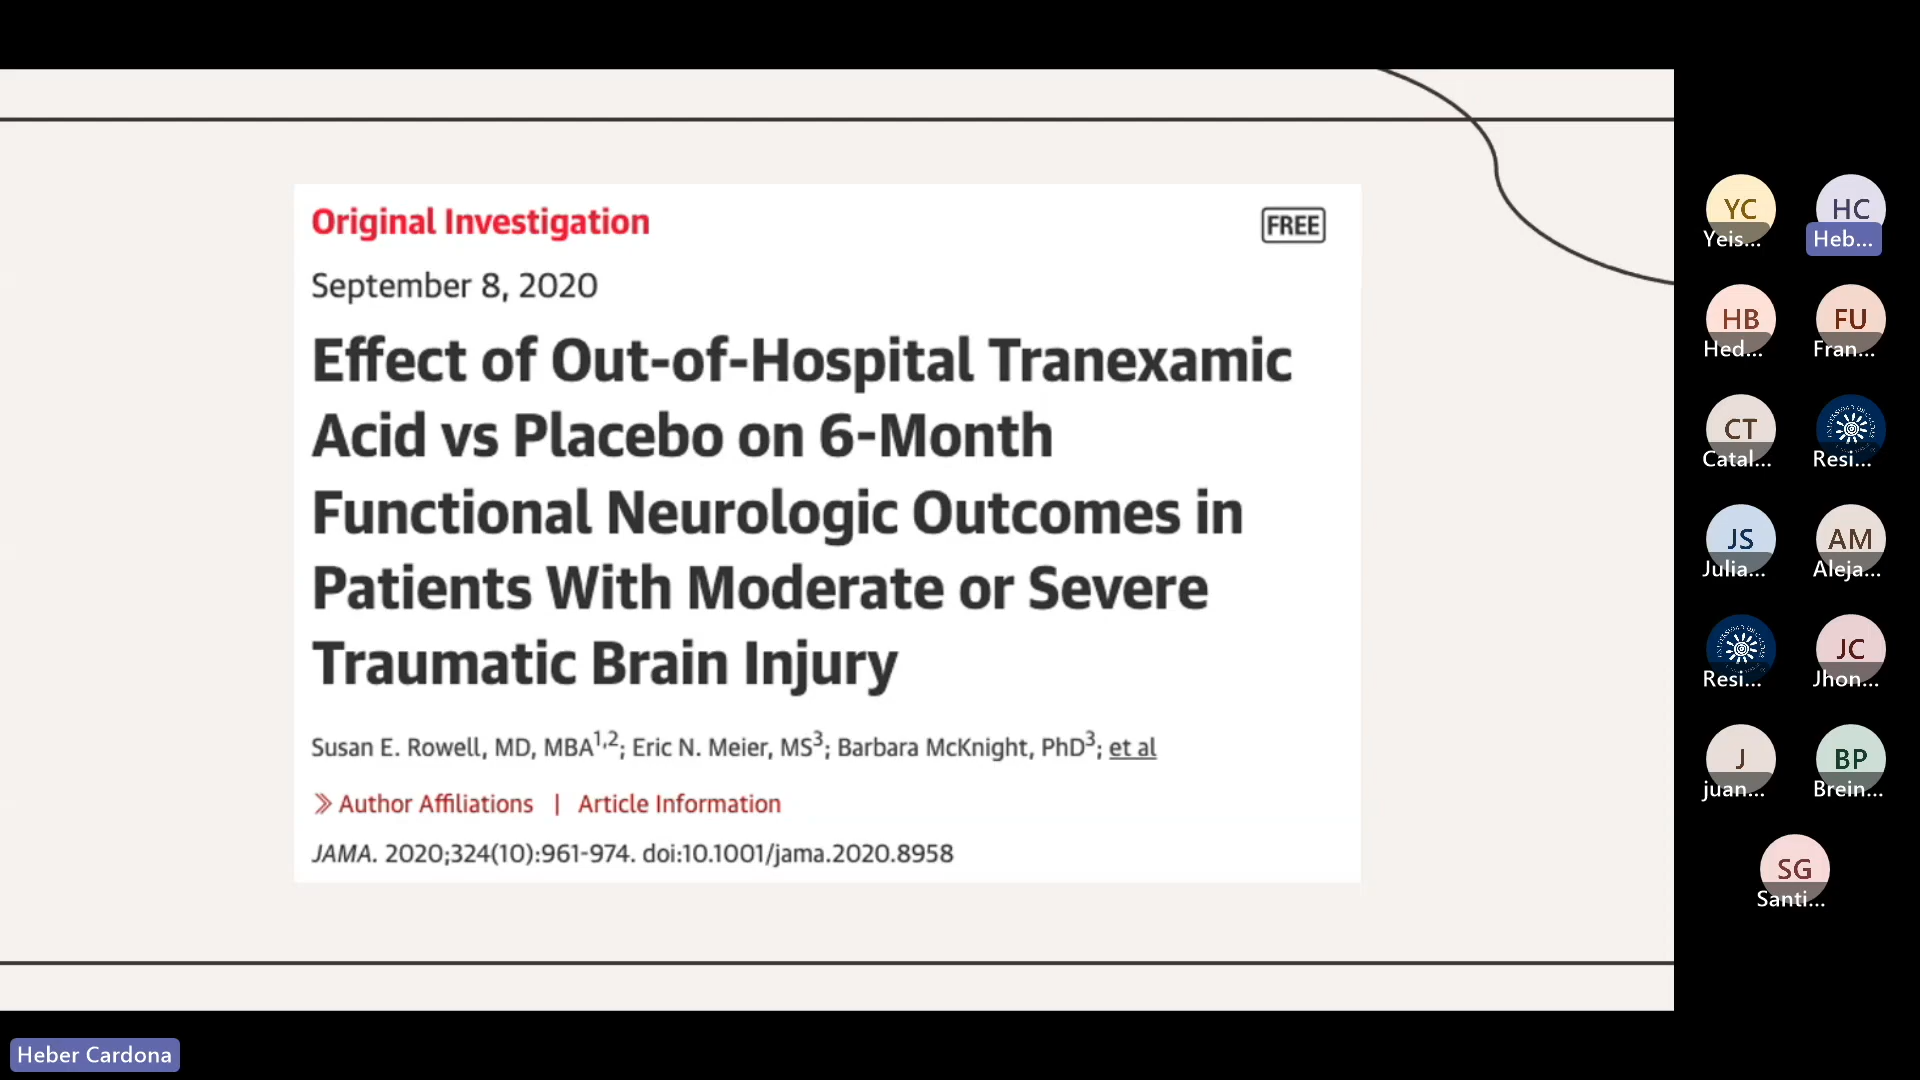 Original Investigation
FREE
September 8, 2020
Effect of Out-of-Hospital Tranexamic
Acid vs Placebo on 6-Month
Functional Neurologic Outcomes in
Patients With Moderate or Severe
Traumatic Brain Injury
Susan E. Rowell, MD, MBA1,2; Eric N. Meier, MS3; Barbara McKnight, PhD3; et al
Author Affiliations | Article Information
JAMA. 2020;324(10):961-974. doi:10.1001/jama.2020.8958
YC
Yeis...
HC
Heb...
HB
Hed...
FU
Fran...
CT
Catal...
Resi...
JS
Julia...
AM
Aleja...
Resi...
JC
Jhon...
J
juan...
BP
Brein...
SG
Santi...
Heber Cardona